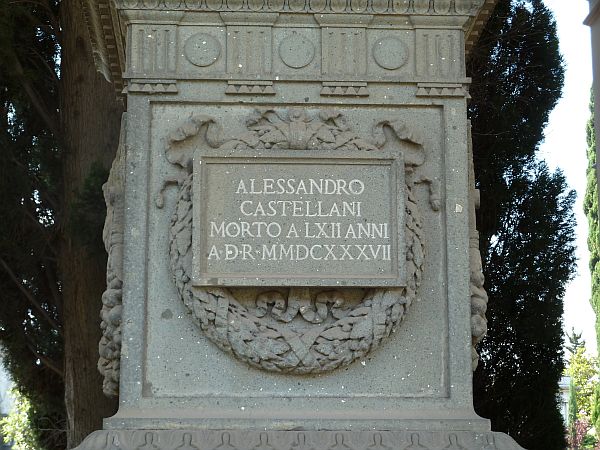 ALESSANDRO
CASTELLANI
MORTO A LXII ANNI
A·D·R·MMDCXXXVII